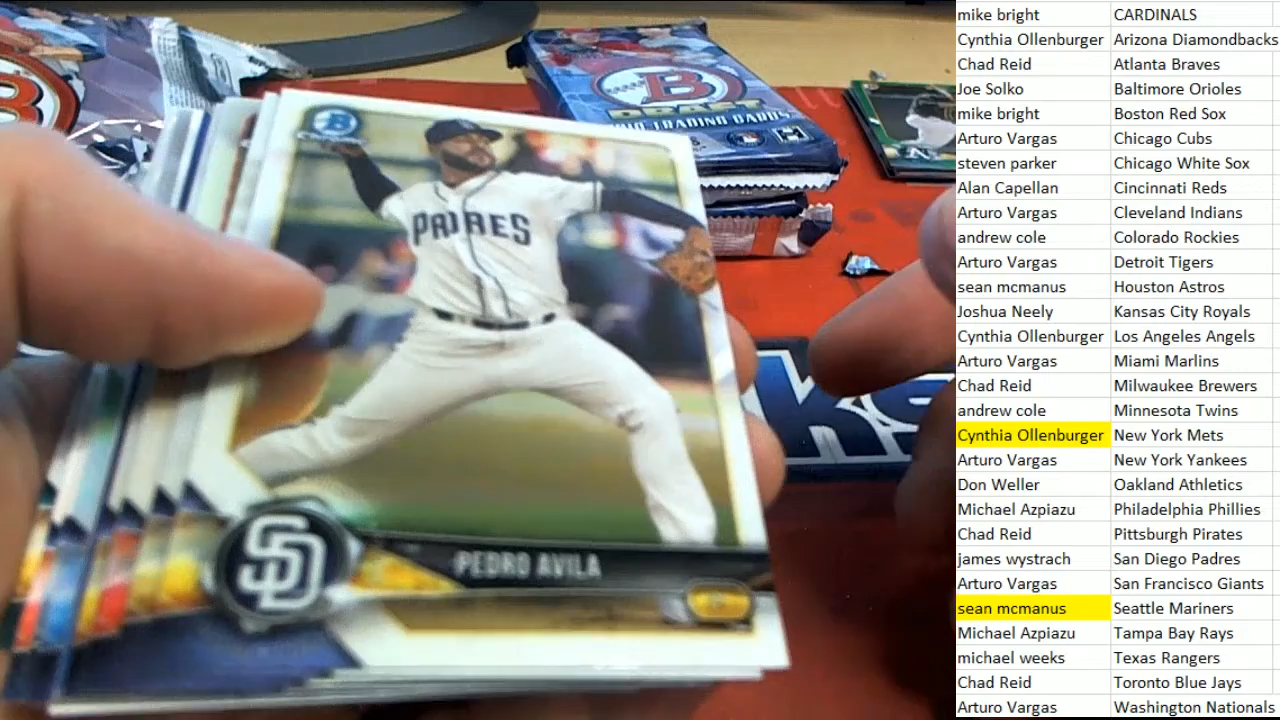 mike bright CARDINALS
Cynthia Ollenburger Arizona Diamondbacks
Chad Reid Atlanta Braves
Joe Solko Baltimore Orioles
mike bright Boston Red Sox
Arturo Vargas Chicago Cubs
steven parker Chicago White Sox
Alan Capellan Cincinnati Reds
Arturo Vargas Cleveland Indians
andrew cole Colorado Rockies
Arturo Vargas Detroit Tigers
sean mcmanus Houston Astros
Joshua Neely Kansas City Royals
Cynthia Ollenburger Los Angeles Angels
Arturo Vargas Miami Marlins
Chad Reid Milwaukee Brewers
andrew cole Minnesota Twins
Cynthia Ollenburger New York Mets
Arturo Vargas New York Yankees
Don Weller Oakland Athletics
Michael Azpiazu Philadelphia Phillies
Chad Reid Pittsburgh Pirates
james wystrach San Diego Padres
Arturo Vargas San Francisco Giants
sean mcmanus Seattle Mariners
Michael Azpiazu Tampa Bay Rays
michael weeks Texas Rangers
Chad Reid Toronto Blue Jays
Arturo Vargas Washington Nationals
B
DRAFT
TRADING CARDS
B
PADRES
SD
PEDRO AVILA